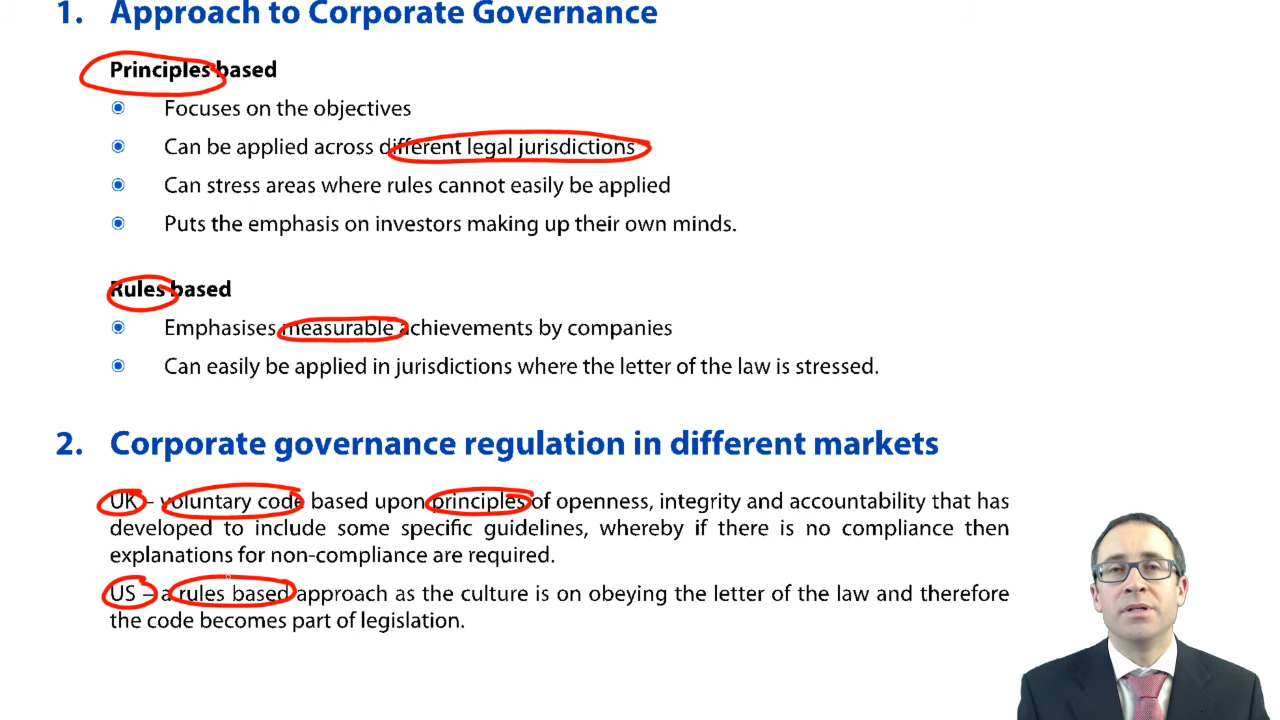 1. Approach to Corporate Governance
Principles based
Focuses on the objectives
Can be applied across different legal jurisdictions
Can stress areas where rules cannot easily be applied
Puts the emphasis on investors making up their own minds.
Rules based
Emphasises measurable achievements by companies
Can easily be applied in jurisdictions where the letter of the law is stressed.
2. Corporate governance regulation in different markets
UK – voluntary code based upon principles of openness, integrity and accountability that has
developed to include some specific guidelines, whereby if there is no compliance then
explanations for non-compliance are required.
US – a rules based approach as the culture is on obeying the letter of the law and therefore
the code becomes part of legislation.